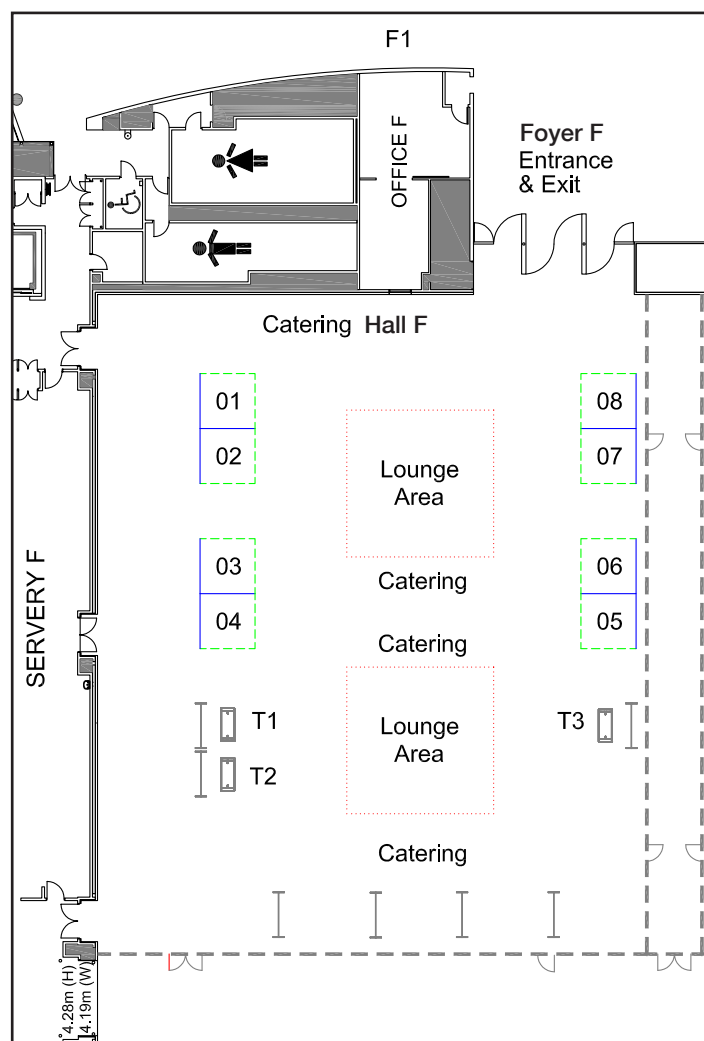 F1
Foyer F
Entrance
& Exit
OFFICE F
Catering Hall F
01
08
02
07
Lounge
Area
03
06
Catering
04
05
Catering
SERVERY F
T1
T3
Lounge
Area
T2
Catering
4.28m (H)
4.19m (W)